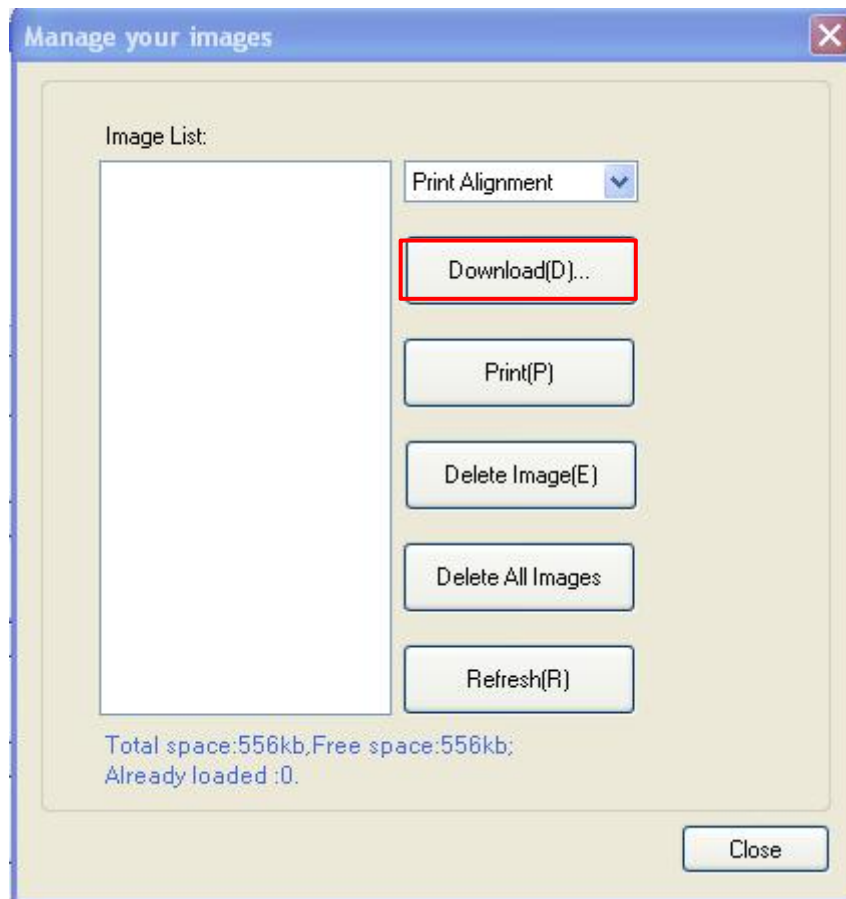 Manage your images
Image List:
Print Alignment
Download(D)...
Print(P)
Delete Image(E)
Delete All Images
Refresh(R)
Total space:556kb,Free space:556kb;
Already loaded :0.
Close